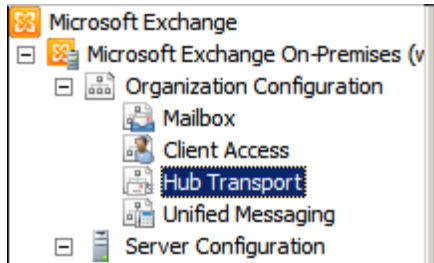 Microsoft Exchange
Microsoft Exchange On-Premises (w
Organization Configuration
Mailbox
Client Access
Hub Transport
Unified Messaging
Server Configuration